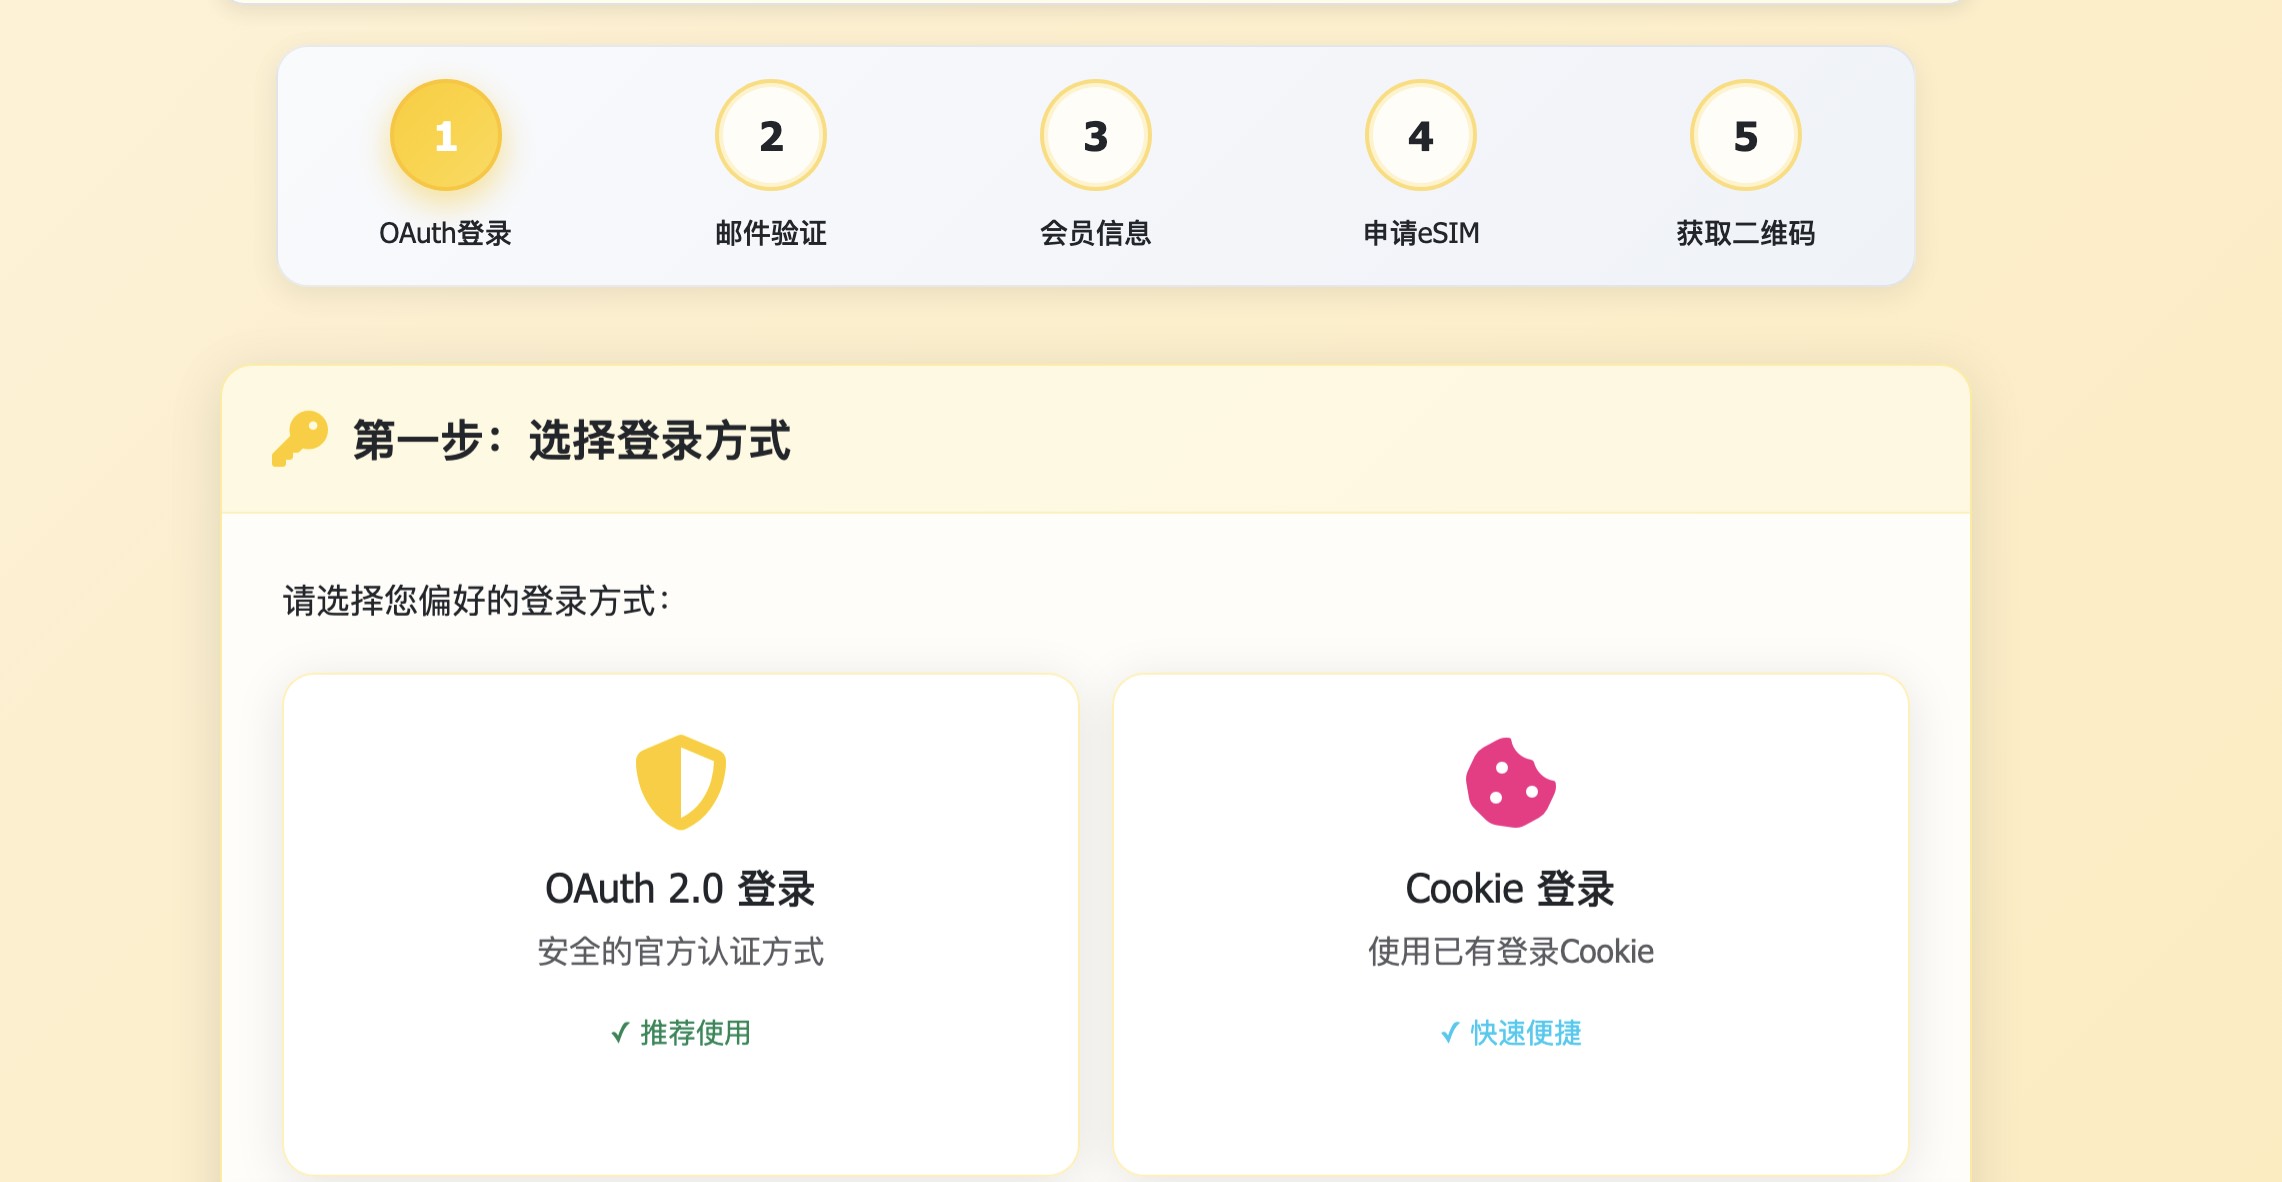 1
2
3
4
5
OAuth登录
邮件验证
会员信息
申请eSIM
获取二维码
第一步：选择登录方式
请选择您偏好的登录方式：
OAuth 2.0 登录
安全的官方认证方式
✓ 推荐使用
Cookie 登录
使用已有登录Cookie
✓ 快速便捷